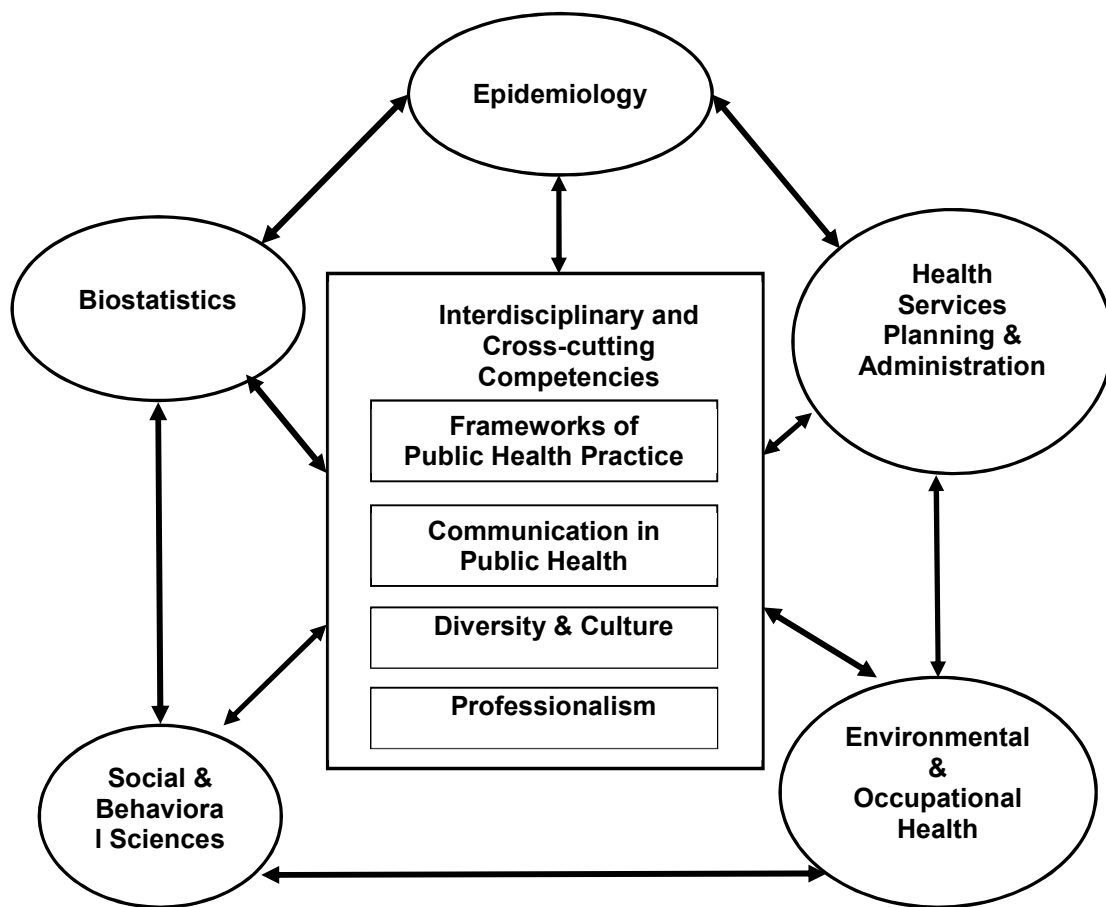 Epidemiology
Biostatistics
Health
Services
Planning &
Administration
Interdisciplinary and
Cross-cutting
Competencies
Frameworks of
Public Health Practice
Communication in
Public Health
Diversity & Culture
Professionalism
Social &
Behaviora
l Sciences
Environmental
&
Occupational
Health